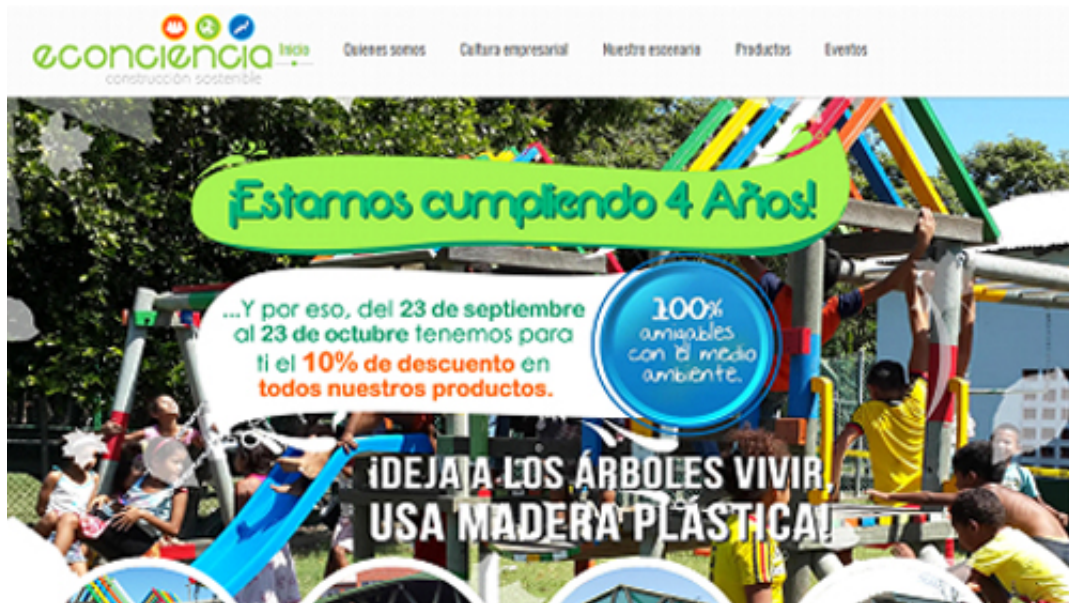 econciencia
construcción sostenible
Inicio Quienes somos Cultura empresarial Nuestro escenario Productos Eventos
¡Estamos cumpliendo 4 Años!
...Y por eso, del 23 de septiembre
al 23 de octubre tenemos para
ti el 10% de descuento en
todos nuestros productos.
100%
amigables
con el medio
ambiente.
¡DEJA A LOS ÁRBOLES VIVIR,
USA MADERA PLÁSTICA!